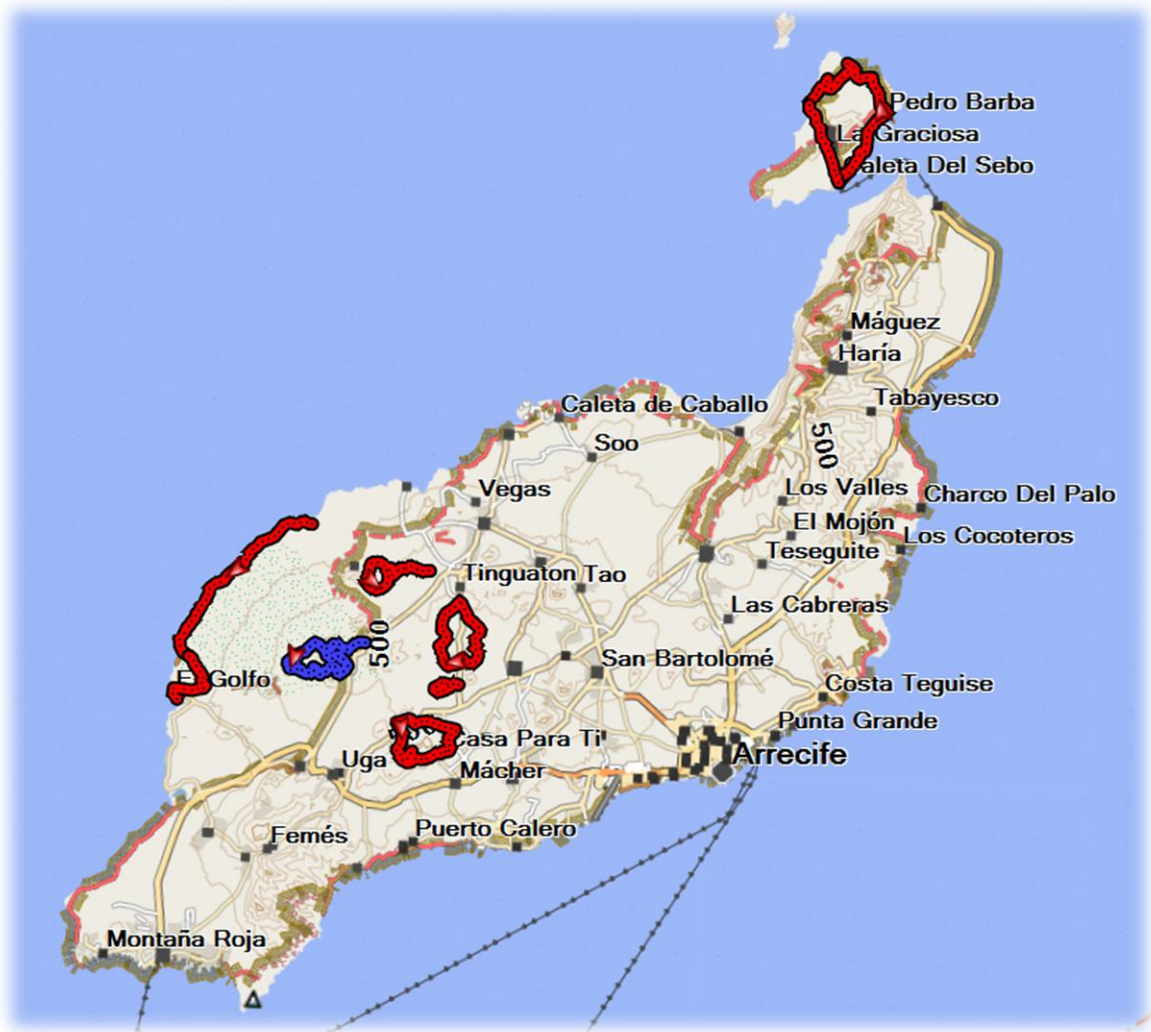 Pedro Barba
La Graciosa
aleta Del Sebo
Máguez
Haría
Tabayesco
Caleta de Caballo
500
Soo
Vegas
Los Valles
Charco Del Palo
El Mojón
Los Cocoteros
Teseguite
Tinguaton
Tao
Las Cabreras
500
San Bartolomé
El Golfo
Costa Teguise
Punta Grande
Casa Para Ti
Arrecife
Uga
Mácher
Puerto Calero
Femés
Montaña Roja